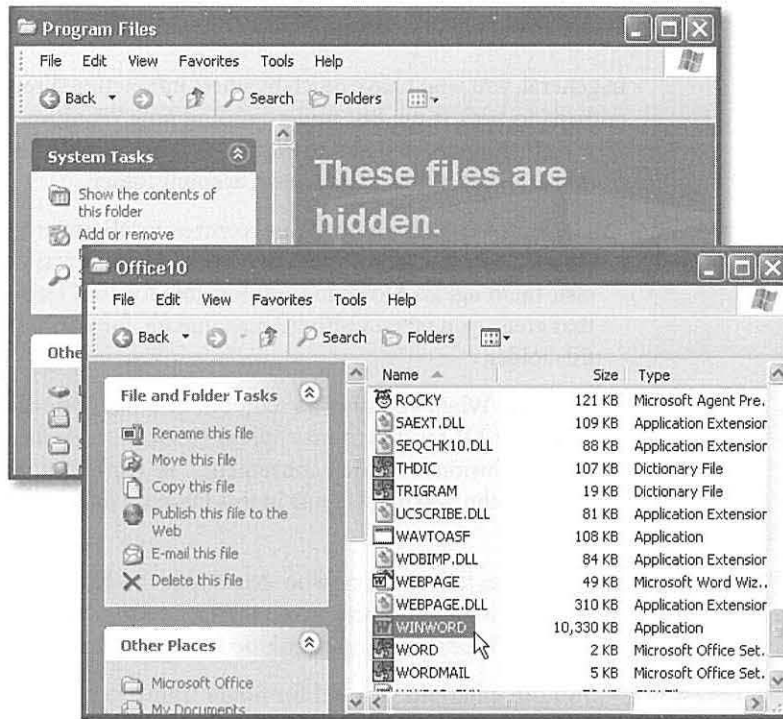 Program Files
File Edit View Favorites Tools Help
Back Search Folders
System Tasks
Show the contents of
this folder
Add or remove
These files are
hidden.
Othe
Office10
File Edit View Favorites Tools Help
Back Search Folders
File and Folder Tasks
Rename this file
Move this file
Copy this file
Publish this file to the
Web
E-mail this file
Delete this file
Other Places
Microsoft Office
My Documents
Name Size Type
ROCKY 121 KB Microsoft Agent Pre.
SAEXT.DLL 109 KB Application Extension
SEQCHK10.DLL 88 KB Application Extension
THDIC 107 KB Dictionary File
TRIGRAM 19 KB Dictionary File
UCSCRIBE.DLL 81 KB Application Extension
WAVTOASF 108 KB Application
WDBIMP.DLL 84 KB Application Extension
WEBPAGE 49 KB Microsoft Word Wiz..
WEBPAGE.DLL 310 KB Application Extension
WINWORD 10,330 KB Application
WORD 2 KB Microsoft Office Set.
WORDMAIL 5 KB Microsoft Office Set.